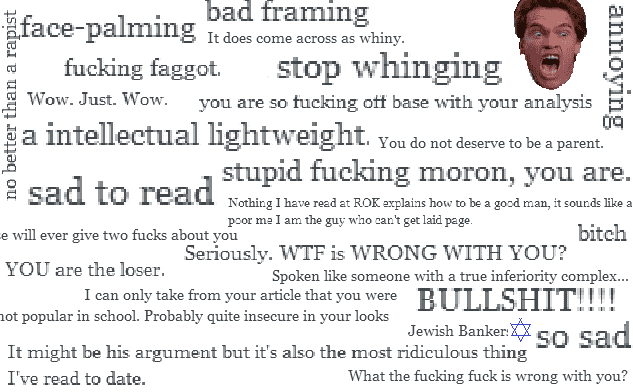 no better than a rapist
face-palming
bad framing
It does come across as whiny.
annoying
fucking faggot.
stop whinging
Wow. Just. Wow.
you are so fucking off base with your analysis
a intellectual lightweight.
You do not deserve to be a parent.
stupid fucking moron, you are.
sad to read
Nothing I have read at ROK explains how to be a good man, it sounds like a
poor me I am the guy who can't get laid page.
bitch
se will ever give two fucks about you
Seriously. WTF is WRONG WITH YOU?
YOU are the loser.
Spoken like someone with a true inferiority complex...
I can only take from your article that you were
not popular in school. Probably quite insecure in your looks
BULLSHIT!!!!
Jewish Banker
so sad
It might be his argument but it's also the most ridiculous thing
I've read to date.
What the fucking fuck is wrong with you?